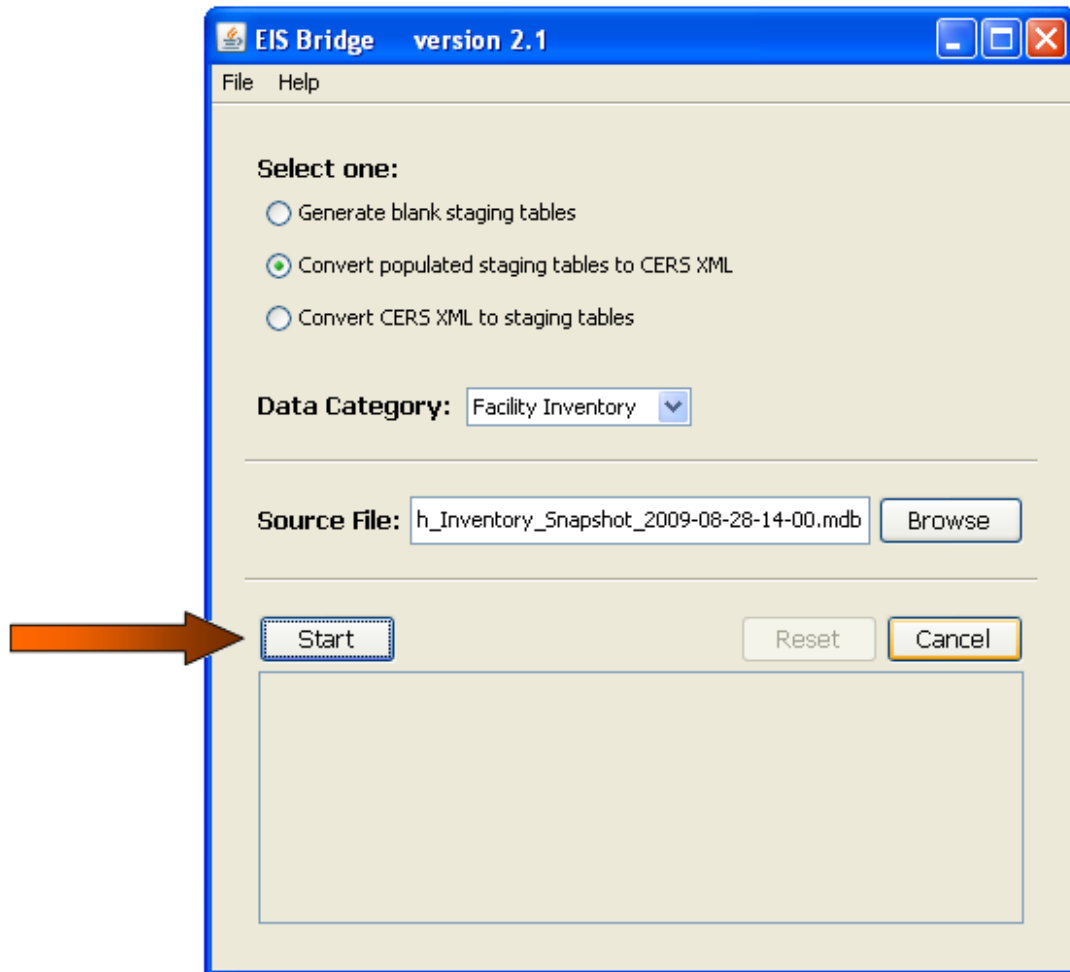 EIS Bridge version 2.1
File Help
Select one:
Generate blank staging tables
Convert populated staging tables to CERS XML
Convert CERS XML to staging tables
Data Category: Facility Inventory
Source File: h_Inventory_Snapshot_2009-08-28-14-00.mdb Browse
Start Reset Cancel